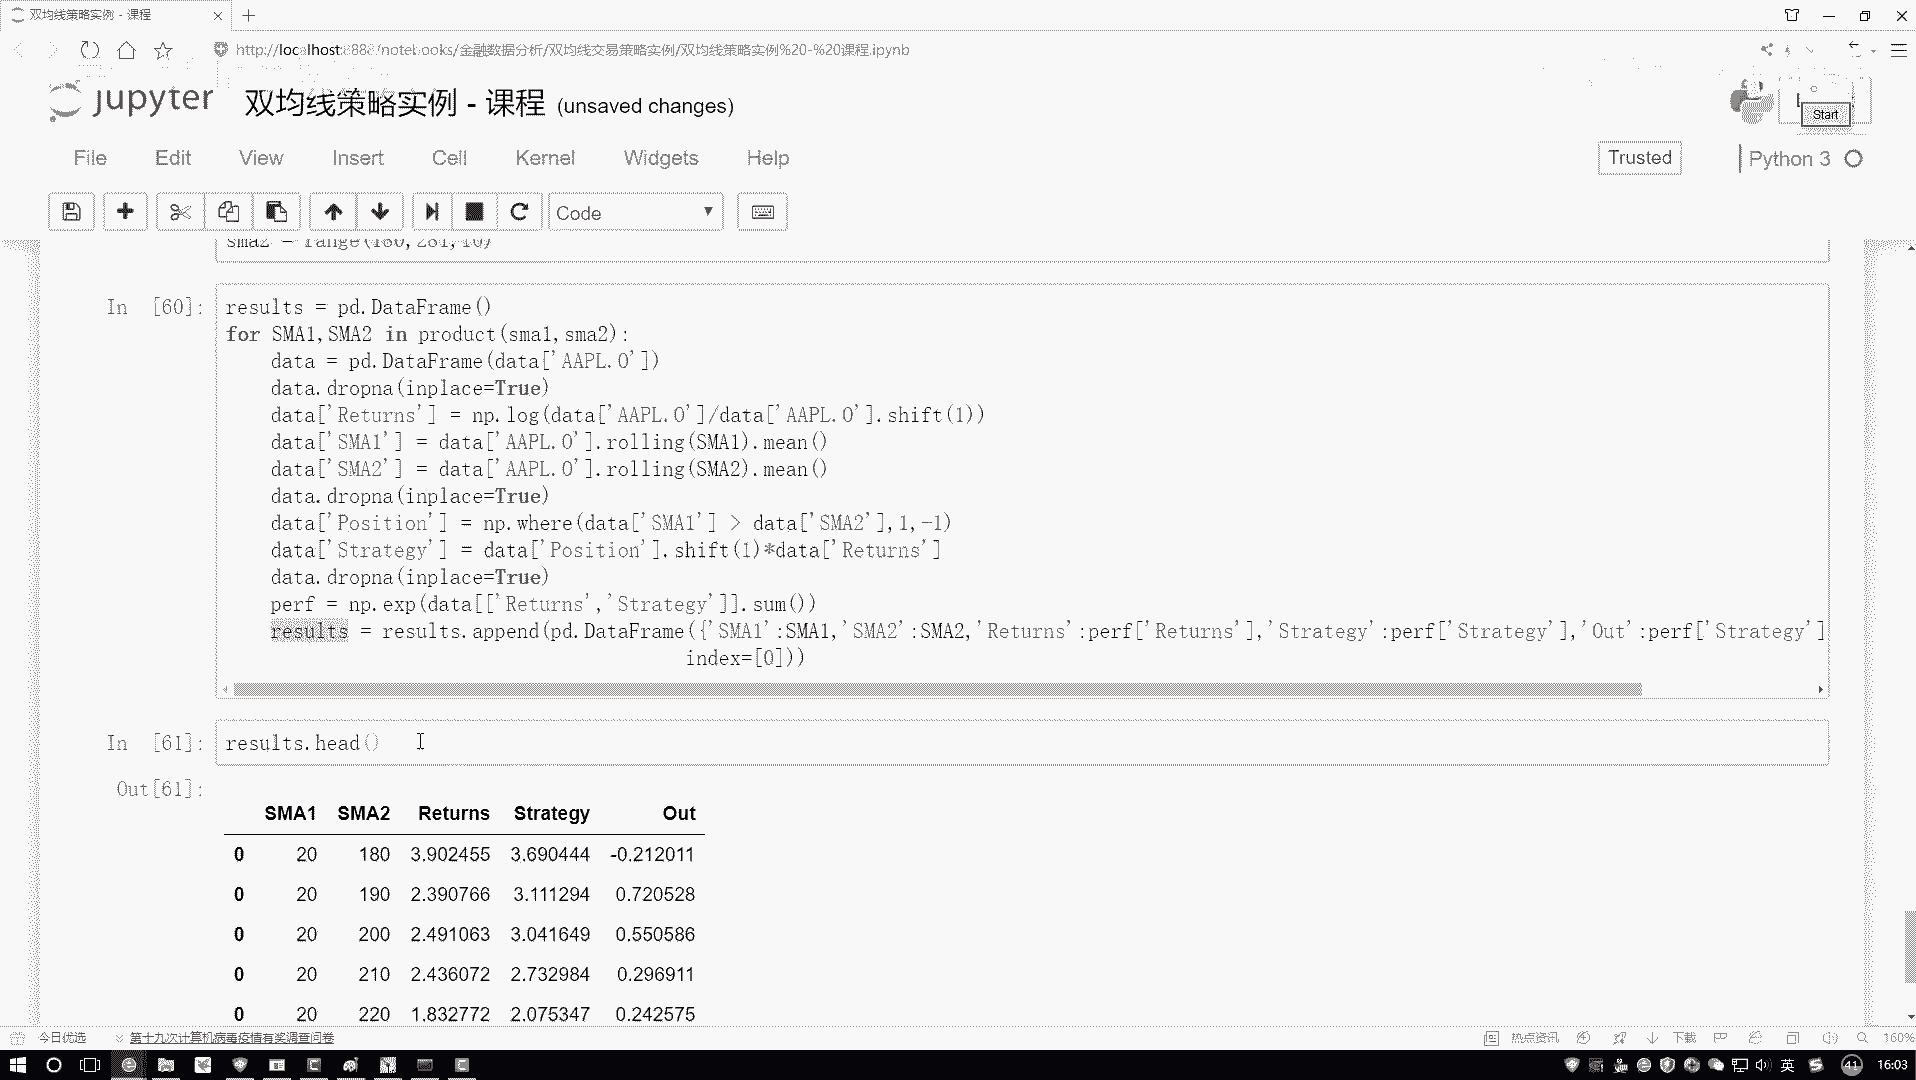 双均线策略实例 - 课程
http://localhost:888/notebooks/金融数据分析/双均线交易策略实例/双均线策略实例%20-%20课程.ipynb
jupyter 双均线策略实例 - 课程 (unsaved changes)
Start
File Edit View Insert Cell Kernel Widgets Help
Trusted
Python 3
Code
sma2 = range(180,281,10)
In [60]:
results = pd.DataFrame()
for SMA1,SMA2 in product(sma1,sma2):
data = pd.DataFrame(data['AAPL.O'])
data.dropna(inplace=True)
data['Returns'] = np.log(data['AAPL.O']/data['AAPL.O'].shift(1))
data['SMA1'] = data['AAPL.O'].rolling(SMA1).mean()
data['SMA2'] = data['AAPL.O'].rolling(SMA2).mean()
data.dropna(inplace=True)
data['Position'] = np.where(data['SMA1'] > data['SMA2'],1,-1)
data['Strategy'] = data['Position'].shift(1)*data['Returns']
data.dropna(inplace=True)
perf = np.exp(data[['Returns','Strategy']].sum())
results = results.append(pd.DataFrame({'SMA1':SMA1,'SMA2':SMA2,'Returns':perf['Returns'],'Strategy':perf['Strategy'],'Out':perf['Strategy']
index=[0]))
In [61]:
results.head()
Out[61]:
SMA1 SMA2 Returns Strategy Out
0 20 180 3.902455 3.690444 -0.212011
0 20 190 2.390766 3.111294 0.720528
0 20 200 2.491063 3.041649 0.550586
0 20 210 2.436072 2.732984 0.296911
0 20 220 1.832772 2.075347 0.242575
今日优选 第十九次计算机病毒疫情有奖调查问卷
热点资讯 下载 160%
英 41 16:03